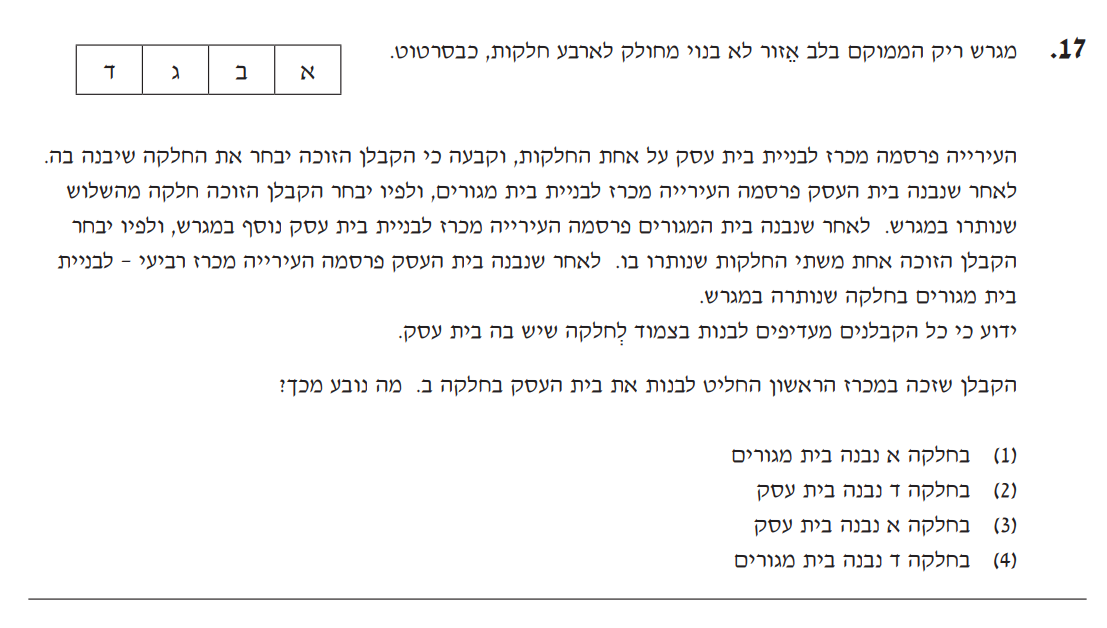 17. מגרש ריק הממוקם בלב אֵזור לא בנוי מחולק לארבע חלקות, כבסרטוט.
א ב ג ד
העירייה פרסמה מכרז לבניית בית עסק על אחת החלקות, וקבעה כי הקבלן הזוכה יבחר את החלקה שיבנה בה.
לאחר שנבנה בית העסק פרסמה העירייה מכרז לבניית בית מגורים, ולפיו יבחר הקבלן הזוכה חלקה מהשלוש
שנותרו במגרש. לאחר שנבנה בית המגורים פרסמה העירייה מכרז לבניית בית עסק נוסף במגרש, ולפיו יבחר
הקבלן הזוכה אחת משתי החלקות שנותרו בו. לאחר שנבנה בית העסק פרסמה העירייה מכרז רביעי – לבניית
בית מגורים בחלקה שנותרה במגרש.
ידוע כי כל הקבלנים מעדיפים לבנות בצמוד לְחלקה שיש בה בית עסק.
הקבלן שזכה במכרז הראשון החליט לבנות את בית העסק בחלקה ב. מה נובע מכך?
(1) בחלקה א נבנה בית מגורים
(2) בחלקה ד נבנה בית עסק
(3) בחלקה א נבנה בית עסק
(4) בחלקה ד נבנה בית מגורים